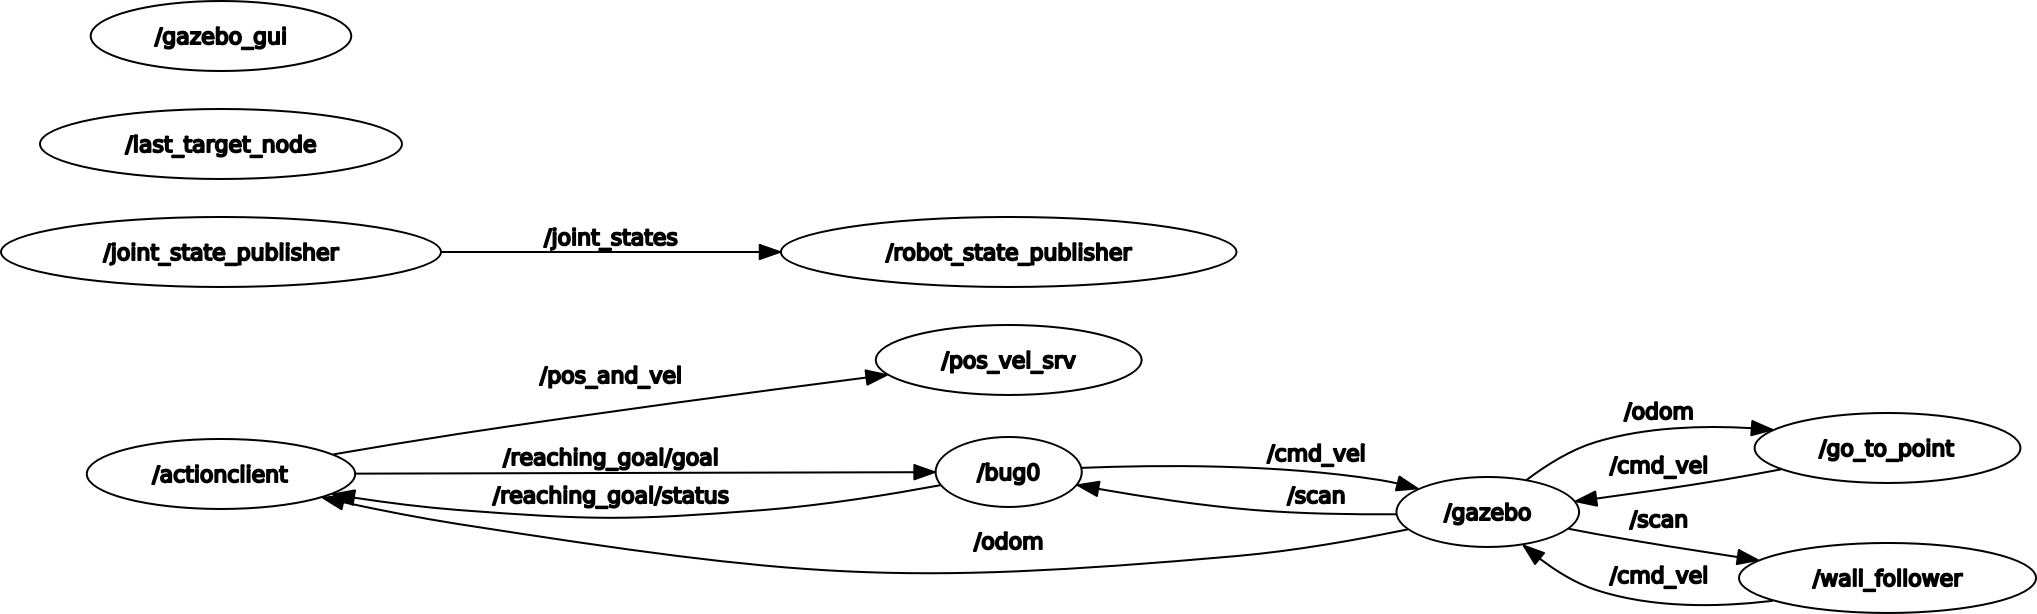 /gazebo_gui
/last_target_node
/joint_state_publisher
/joint_states
/robot_state_publisher
/pos_and_vel
/pos_vel_srv
/actionclient
/reaching_goal/goal
/reaching_goal/status
/bug0
/cmd_vel
/scan
/odom
/gazebo
/odom
/cmd_vel
/go_to_point
/scan
/cmd_vel
/wall_follower